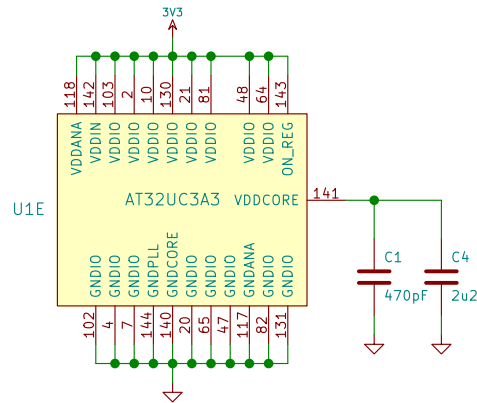 3V3
118
142
103
2
10
130
21
81
48
64
143
VDDANA
VDDIN
VDDIO
VDDIO
VDDIO
VDDIO
VDDIO
VDDIO
VDDIO
VDDIO
ON_REG
U1E
AT32UC3A3
VDDCORE
141
GNDIO
GNDIO
GNDIO
GNDPLL
GNDCORE
GNDIO
GNDIO
GNDIO
GNDANA
GNDIO
GNDIO
102
4
7
144
140
20
65
47
117
82
131
C1
470pF
C4
2u2